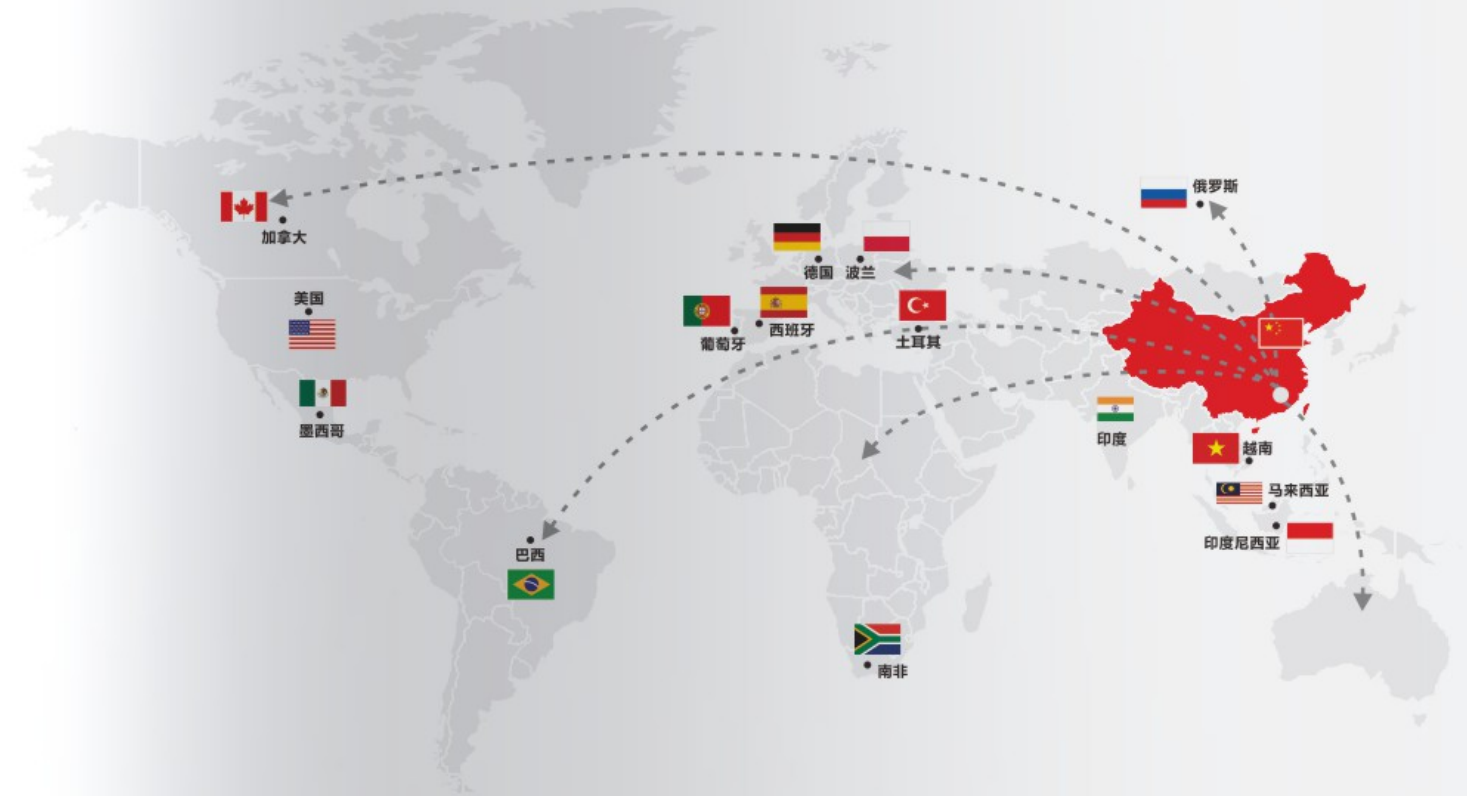 俄罗斯
加拿大
德国
波兰
美国
西班牙
葡萄牙
土耳其
墨西哥
印度
越南
马来西亚
印度尼西亚
巴西
南非